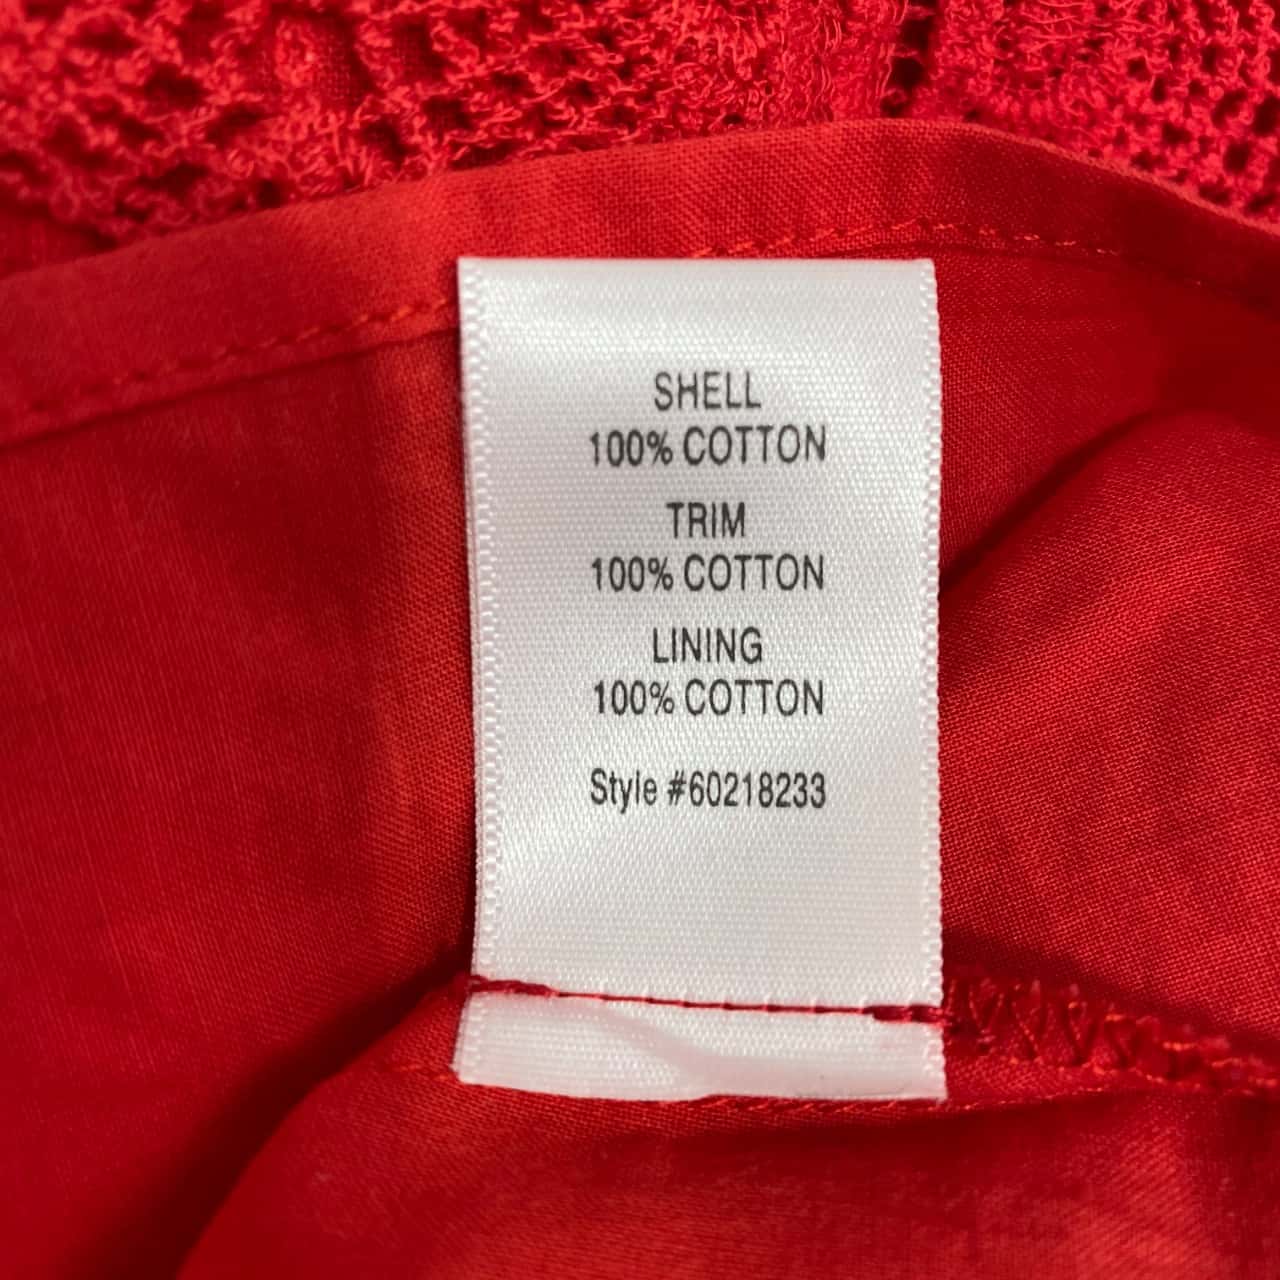 SHELL
100% COTTON
TRIM
100% COTTON
LINING
100% COTTON
Style #60218233